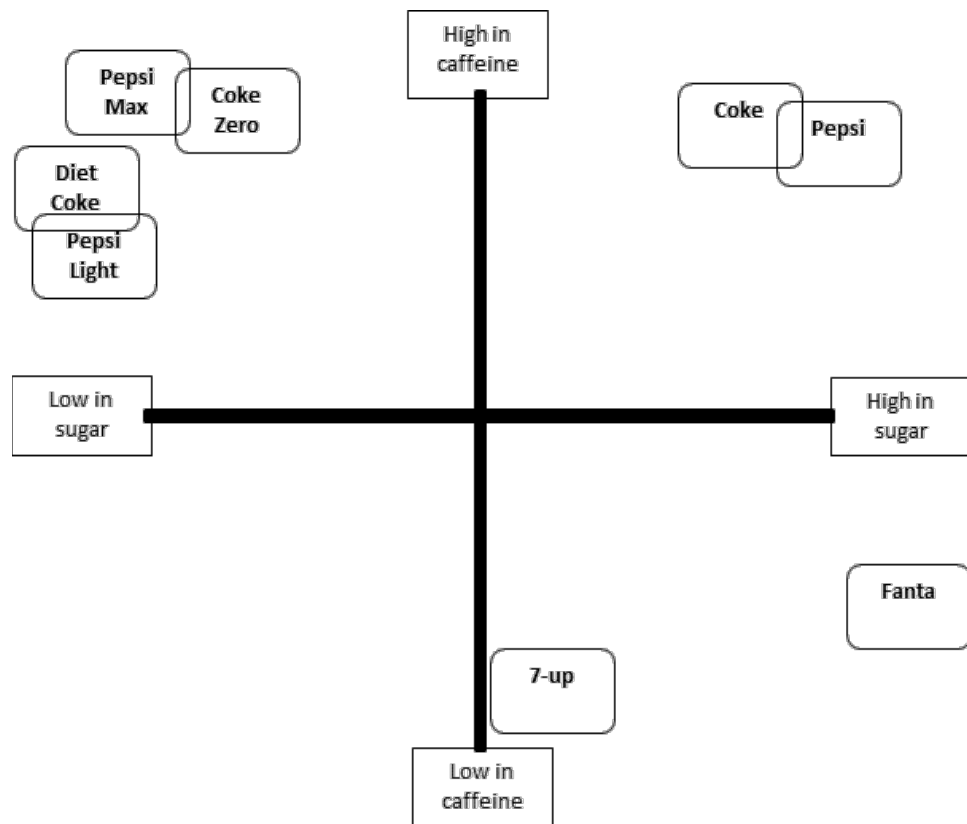 High in
caffeine
Pepsi
Max
Coke
Zero
Coke
Pepsi
Diet
Coke
Pepsi
Light
Low in
sugar
High in
sugar
Fanta
7-up
Low in
caffeine